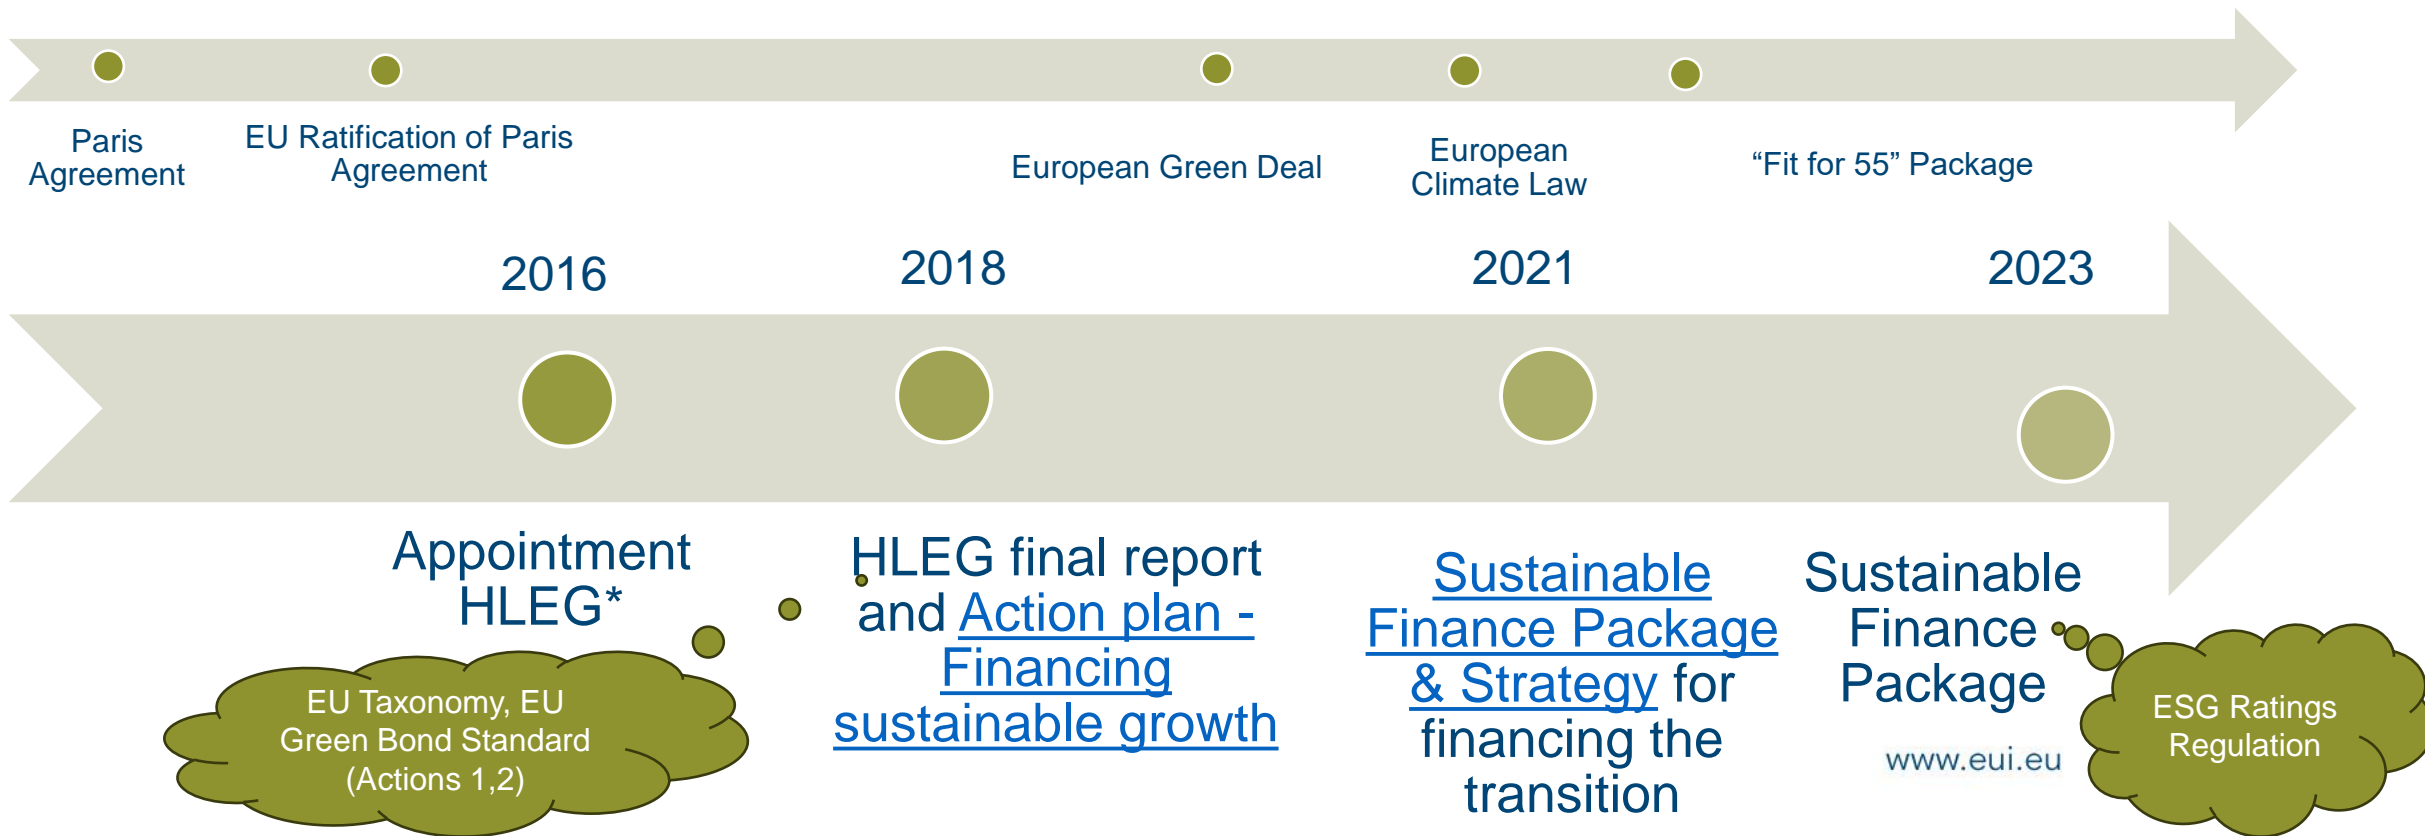 Paris
Agreement
EU Ratification of Paris
Agreement
European Green Deal
European
Climate Law
“Fit for 55” Package
2016
2018
2021
2023
Appointment
HLEG*
HLEG final report
and Action plan -
Financing
sustainable growth
Sustainable
Finance Package
& Strategy for
financing the
transition
Sustainable
Finance
Package
EU Taxonomy, EU
Green Bond Standard
(Actions 1,2)
ESG Ratings
Regulation
www.eui.eu